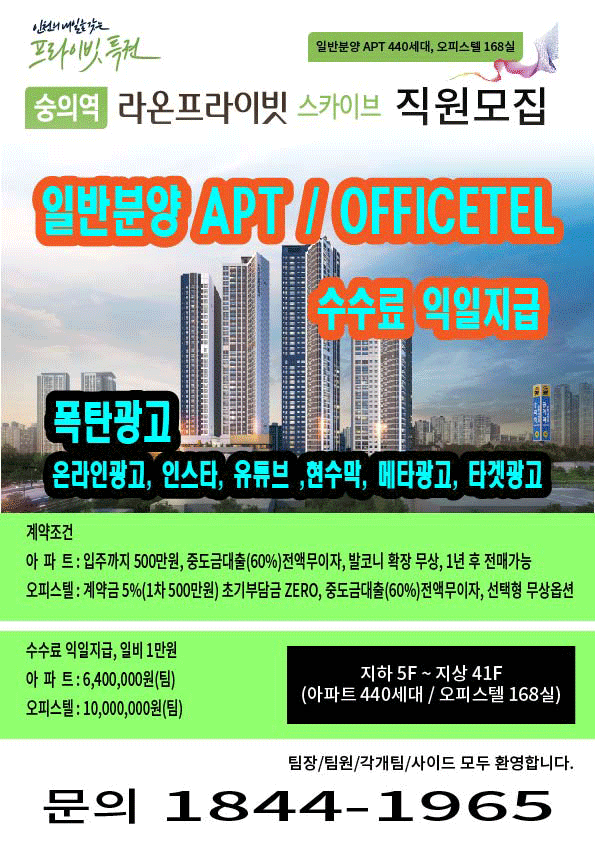 인천의 내일을 갖는
프라이빗 특권
일반분양 APT 440세대, 오피스텔 168실
숭의역 라온프라이빗 스카이브 직원모집
일반분양 APT / OFFICETEL
수수료 익일지급
폭탄광고
온라인광고, 인스타, 유튜브 ,현수막, 메타광고, 타겟광고
계약조건
아 파 트 : 입주까지 500만원, 중도금대출(60%)전액무이자, 발코니 확장 무상, 1년 후 전매가능
오피스텔 : 계약금 5%(1차 500만원) 초기부담금 ZERO, 중도금대출(60%)전액무이자, 선택형 무상옵션
수수료 익일지급, 일비 1만원
아 파 트 : 6,400,000원(팀)
오피스텔 : 10,000,000원(팀)
지하 5F ~ 지상 41F
(아파트 440세대 / 오피스텔 168실)
팀장/팀원/각개팀/사이드 모두 환영합니다.
문의 1844-1965